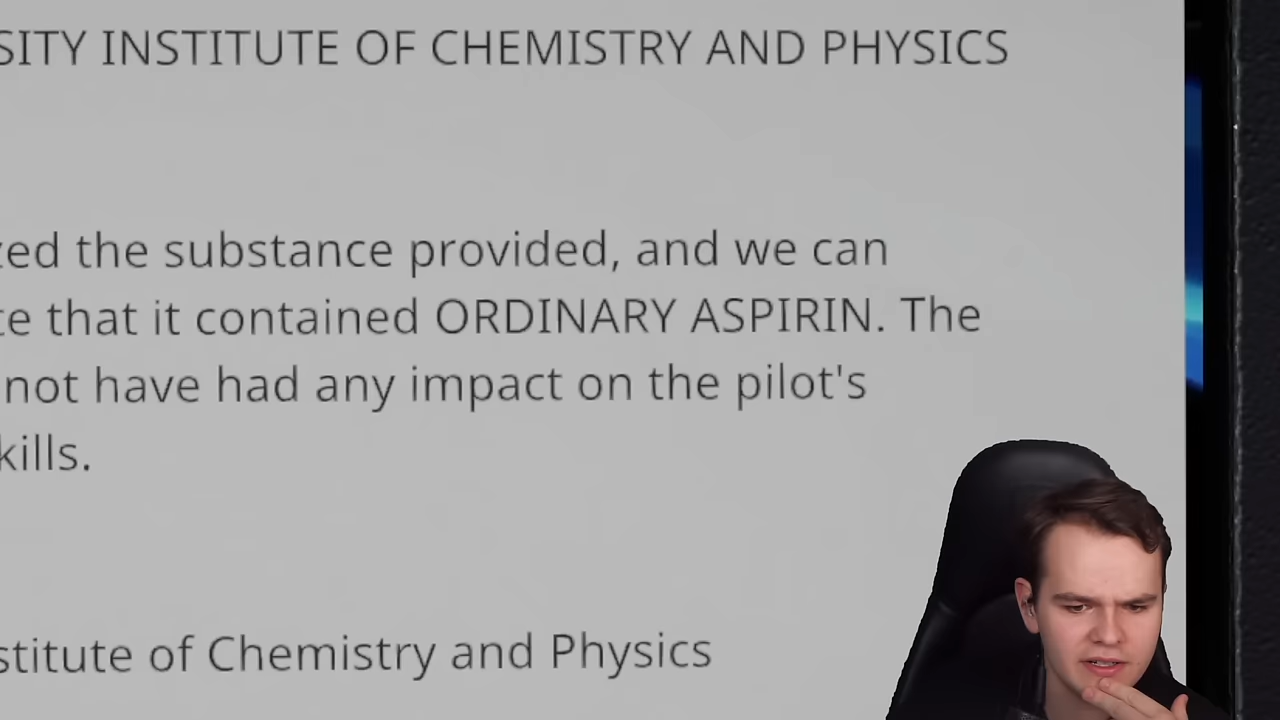 SITY INSTITUTE OF CHEMISTRY AND PHYSICS
zed the substance provided, and we can
te that it contained ORDINARY ASPIRIN. The
not have had any impact on the pilot's
kills.
stitute of Chemistry and Physics